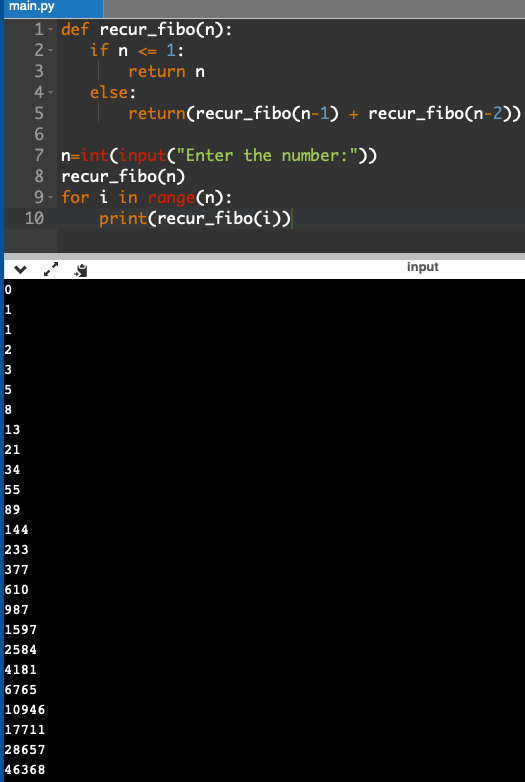 main.py
1 def recur_fibo(n):
2    if n <= 1:
3        return n
4    else:
5        return(recur_fibo(n-1) + recur_fibo(n-2))
6
7 n=int(input("Enter the number:"))
8 recur_fibo(n)
9 for i in range(n):
10     print(recur_fibo(i))
input
0
1
1
2
3
5
8
13
21
34
55
89
144
233
377
610
987
1597
2584
4181
6765
10946
17711
28657
46368